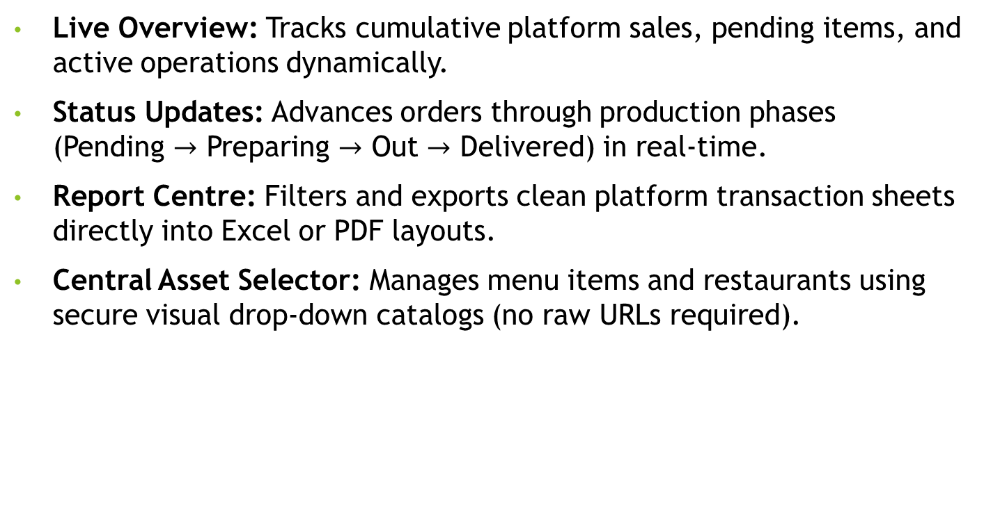 • Live Overview: Tracks cumulative platform sales, pending items, and
active operations dynamically.
• Status Updates: Advances orders through production phases
(Pending → Preparing → Out → Delivered) in real-time.
• Report Centre: Filters and exports clean platform transaction sheets
directly into Excel or PDF layouts.
• Central Asset Selector: Manages menu items and restaurants using
secure visual drop-down catalogs (no raw URLs required).